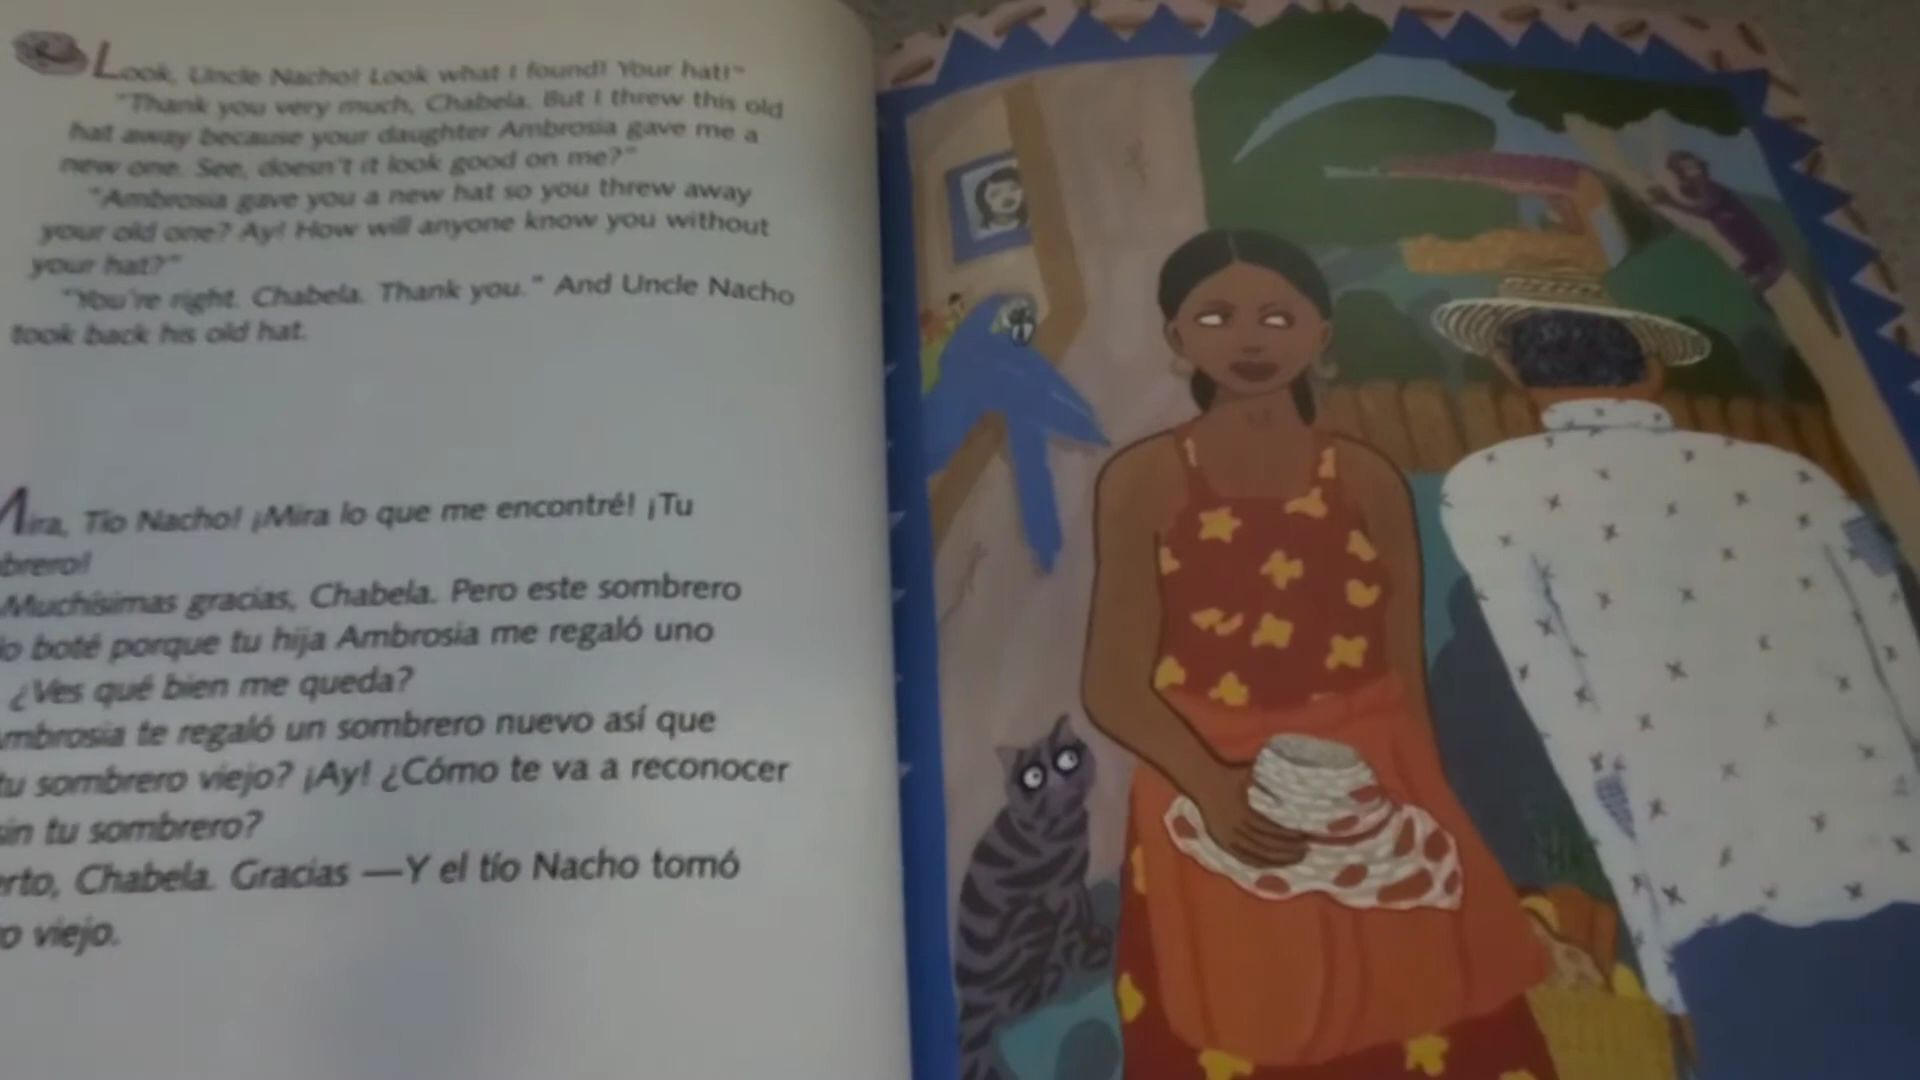 Look, Uncle Nacho! Look what I found! Your hat!"
"Thank you very much, Chabela. But I threw this old
hat away because your daughter Ambrosia gave me a
new one. See, doesn't it look good on me?"
"Ambrosia gave you a new hat so you threw away
your old one? Ay! How will anyone know you without
your hat?"
"You're right. Chabela. Thank you." And Uncle Nacho
took back his old hat.
Mira, Tío Nacho! ¡Mira lo que me encontré! ¡Tu
brero!
Muchísimas gracias, Chabela. Pero este sombrero
lo boté porque tu hija Ambrosia me regaló uno
¿Ves qué bien me queda?
mbrosia te regaló un sombrero nuevo así que
tu sombrero viejo? ¡Ay! ¿Cómo te va a reconocer
sin tu sombrero?
erto, Chabela. Gracias —Y el tío Nacho tomó
o viejo.